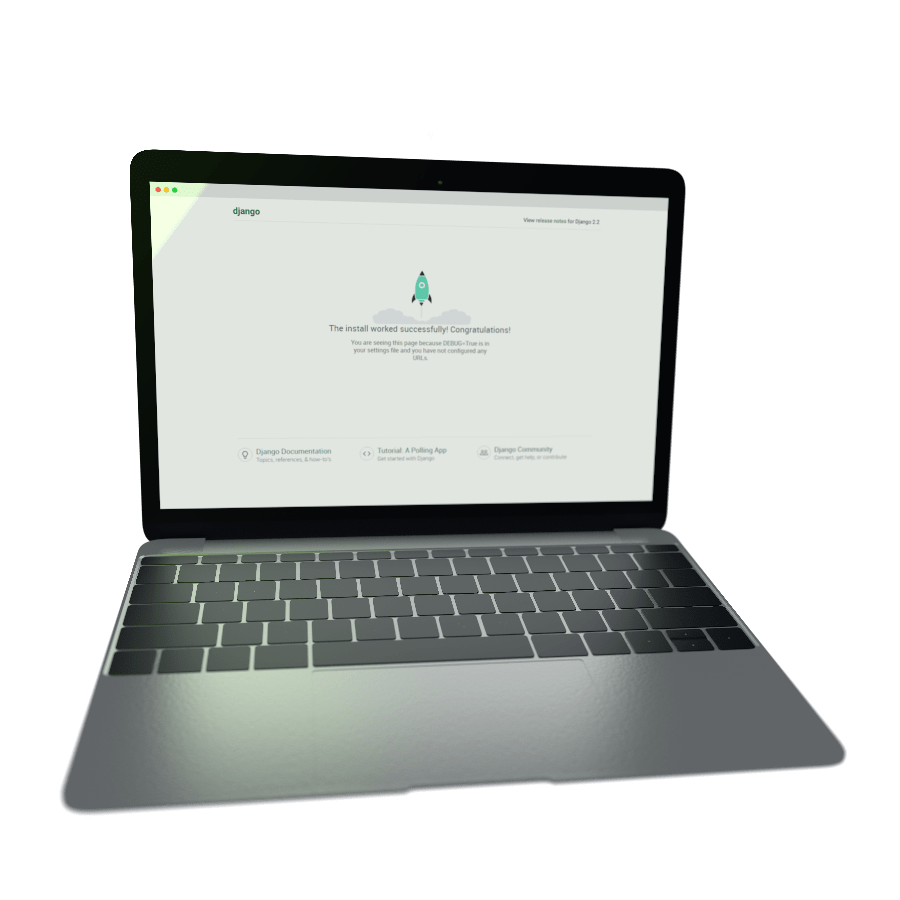 django
View release notes for Django 2.2
The install worked successfully! Congratulations!
You are seeing this page because DEBUG=True is in
your settings file and you have not configured any
URLs.
Django Documentation
Topics, references, & how-to's
Tutorial: A Polling App
Get started with Django
Django Community
Connect, get help, or contribute